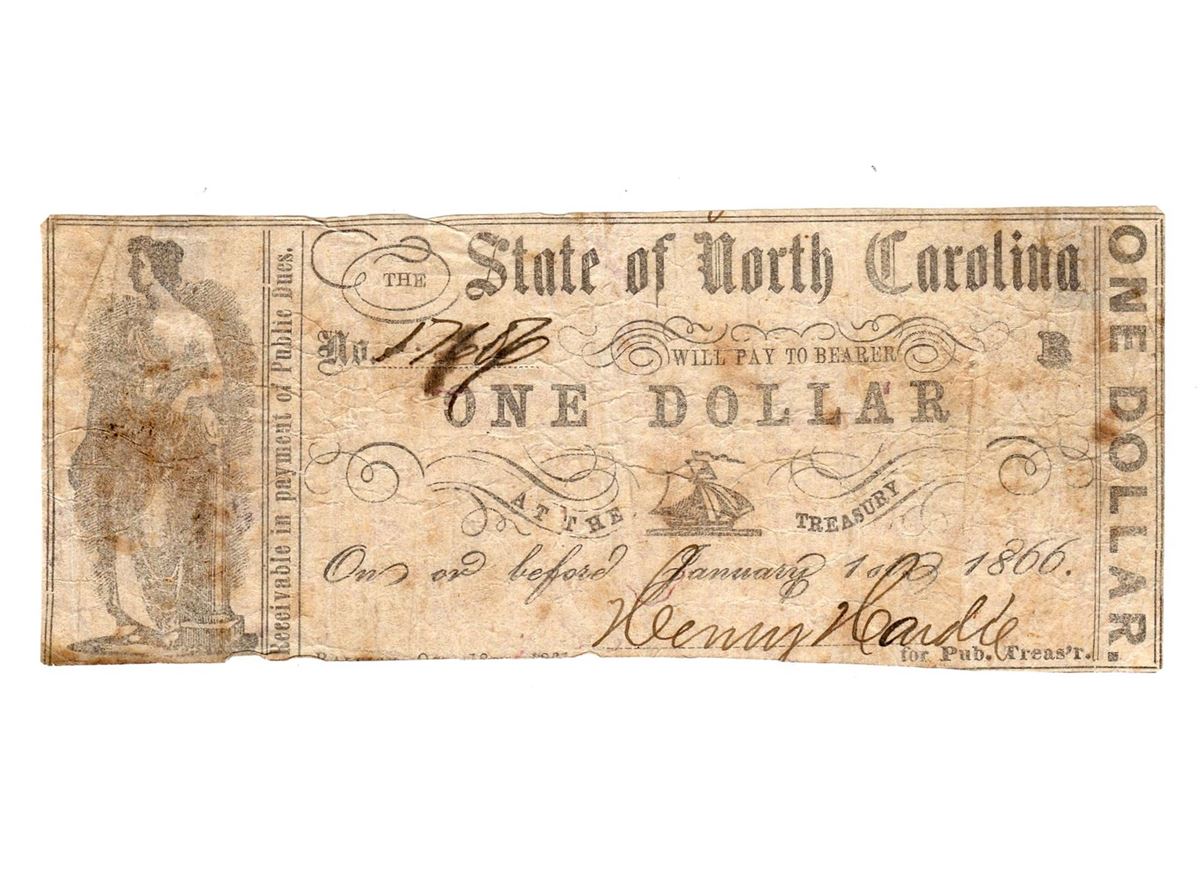 THE State of North Carolina
No. 17686
WILL PAY TO BEARER
B
ONE DOLLAR
AT THE TREASURY
On or before January 1st 1866.
Henry Hardie
for Pub. Treas'r.
Receivable in payment of Public Dues.
ONE DOLLAR.